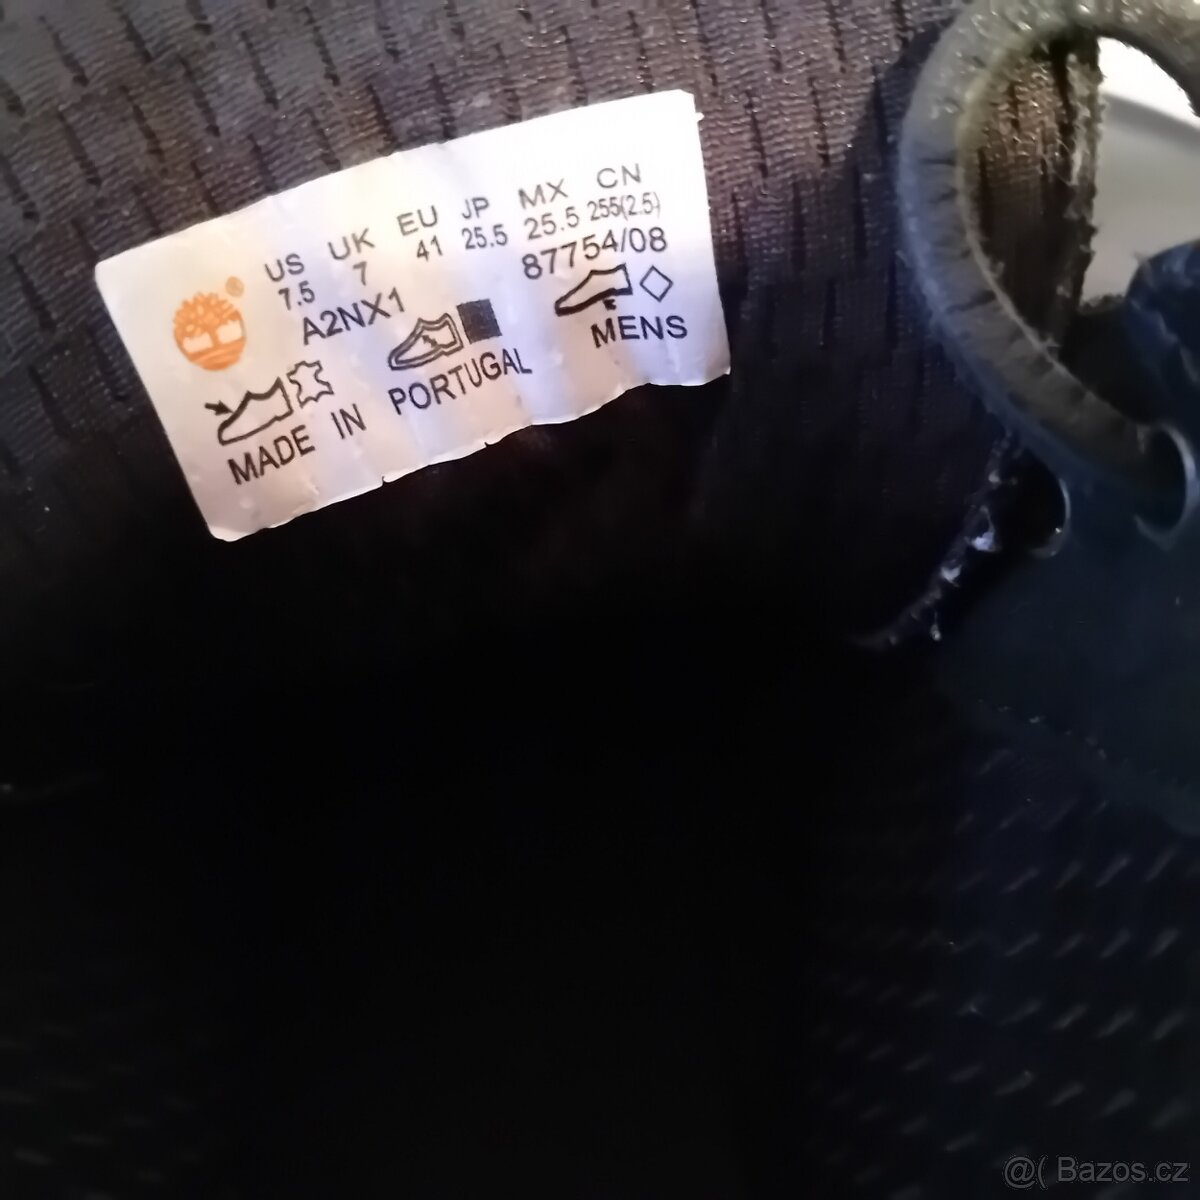 US UK EU JP MX CN
7.5 7 41 25.5 25.5 255(2.5)
A2NX1 87754/08
MADE IN PORTUGAL MENS
@( Bazos.cz